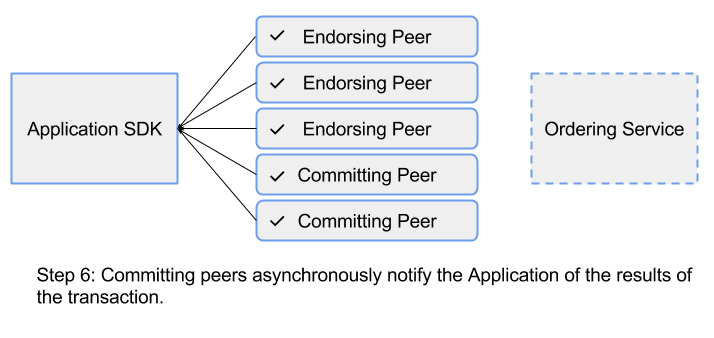 Endorsing Peer
Endorsing Peer
Application SDK
Endorsing Peer
Ordering Service
Committing Peer
Committing Peer
Step 6: Committing peers asynchronously notify the Application of the results of
the transaction.